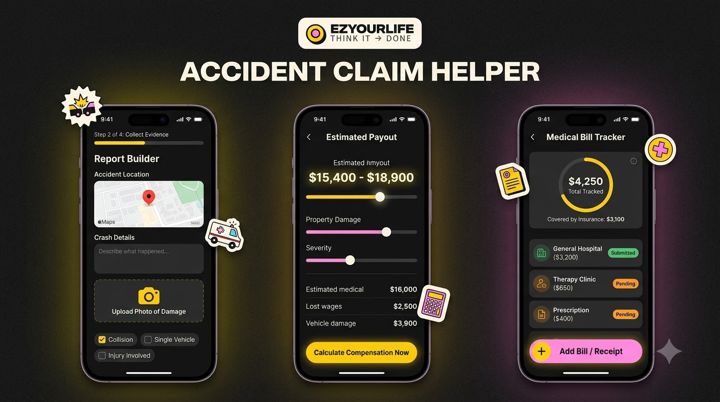 EZYOURLIFE
THINK IT → DONE
ACCIDENT CLAIM HELPER
9:41
Step 2 of 4: Collect Evidence
Report Builder
Accident Location
Maps
Crash Details
Describe what happened...
Upload Photo of Damage
Collision
Single Vehicle
Injury Involved
9:41
Estimated Payout
Estimated
$15,400 - $18,900
Property Damage
Severity
Estimated medical $16,000
Lost wages $2,500
Vehicle damage $3,900
Calculate Compensation Now
9:41
Medical Bill Tracker
$4,250
Total Tracked
Covered by Insurance: $3,100
General Hospital
($3,200)
Submitted
Therapy Clinic
($650)
Pending
Prescription
($400)
Pending
+ Add Bill / Receipt